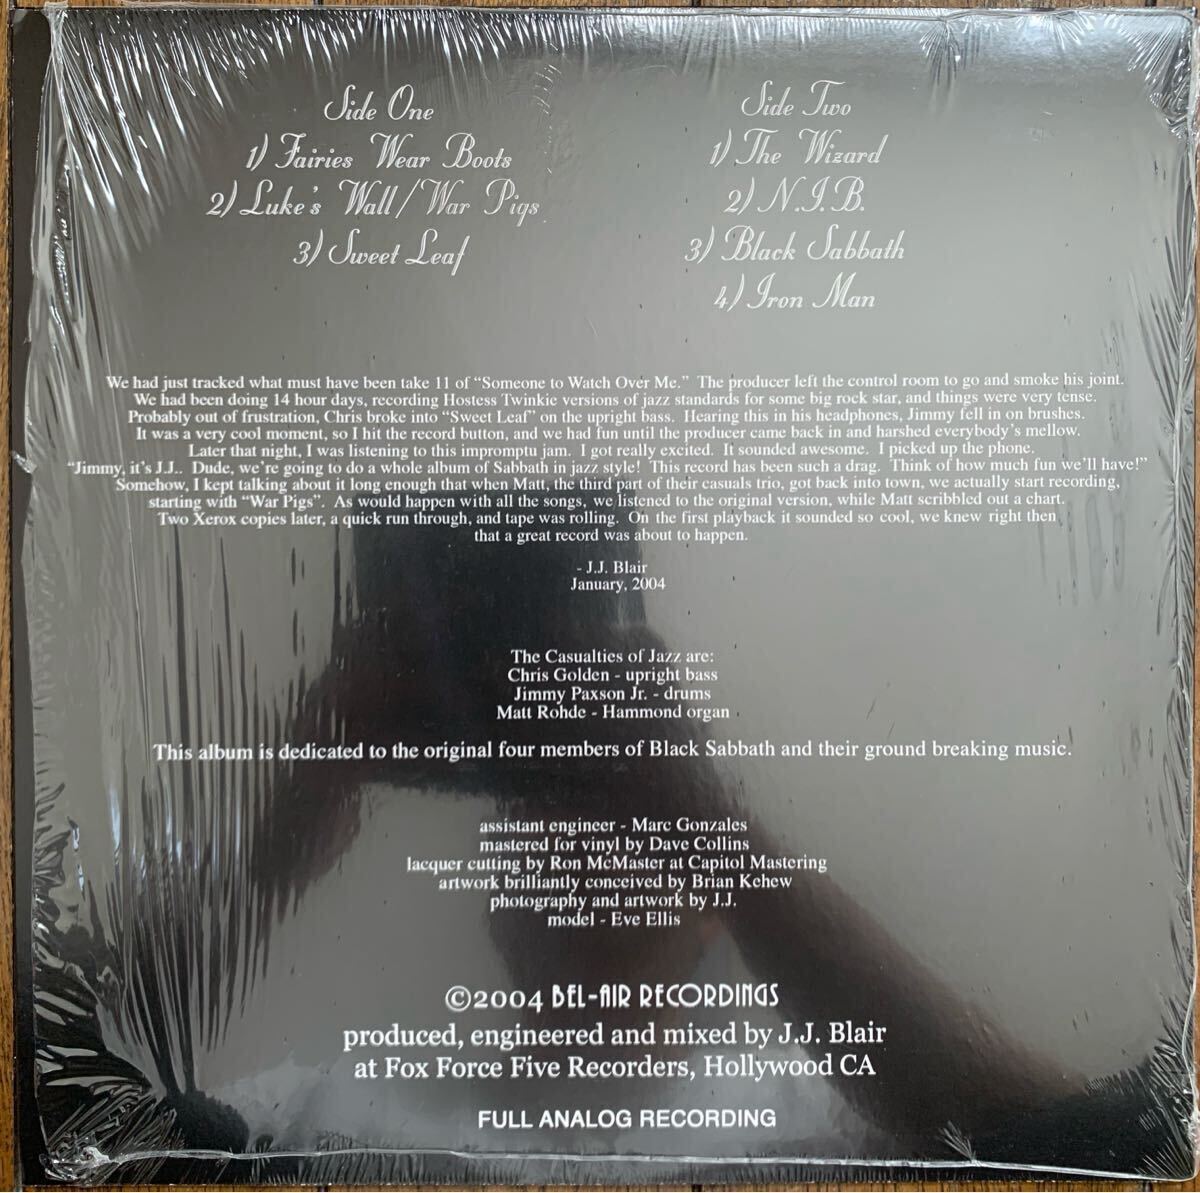 Side One
1) Fairies Wear Boots
2) Luke's Wall/War Pigs
3) Sweet Leaf
Side Two
1) The Wizard
2) N.I.B.
3) Black Sabbath
4) Iron Man
We had just tracked what must have been take 11 of "Someone to Watch Over Me." The producer left the control room to go and smoke his joint.
We had been doing 14 hour days, recording Hostess Twinkie versions of jazz standards for some big rock star, and things were very tense.
Probably out of frustration, Chris broke into "Sweet Leaf" on the upright bass. Hearing this in his headphones, Jimmy fell in on brushes.
It was a very cool moment, so I hit the record button, and we had fun until the producer came back in and harshed everybody's mellow.
Later that night, I was listening to this impromptu jam. I got really excited. It sounded awesome. I picked up the phone.
"Jimmy, it's J.J.. Dude, we're going to do a whole album of Sabbath in jazz style! This record has been such a drag. Think of how much fun we'll have!"
Somehow, I kept talking about it long enough that when Matt, the third part of their casuals trio, got back into town, we actually start recording,
starting with "War Pigs". As would happen with all the songs, we listened to the original version, while Matt scribbled out a chart.
Two Xerox copies later, a quick run through, and tape was rolling. On the first playback it sounded so cool, we knew right then
that a great record was about to happen.
- J.J. Blair
January, 2004
The Casualties of Jazz are:
Chris Golden - upright bass
Jimmy Paxson Jr. - drums
Matt Rohde - Hammond organ
This album is dedicated to the original four members of Black Sabbath and their ground breaking music.
assistant engineer - Marc Gonzales
mastered for vinyl by Dave Collins
lacquer cutting by Ron McMaster at Capitol Mastering
artwork brilliantly conceived by Brian Kehew
photography and artwork by J.J.
model - Eve Ellis
©2004 BEL-AIR RECORDINGS
produced, engineered and mixed by J.J. Blair
at Fox Force Five Recorders, Hollywood CA
FULL ANALOG RECORDING